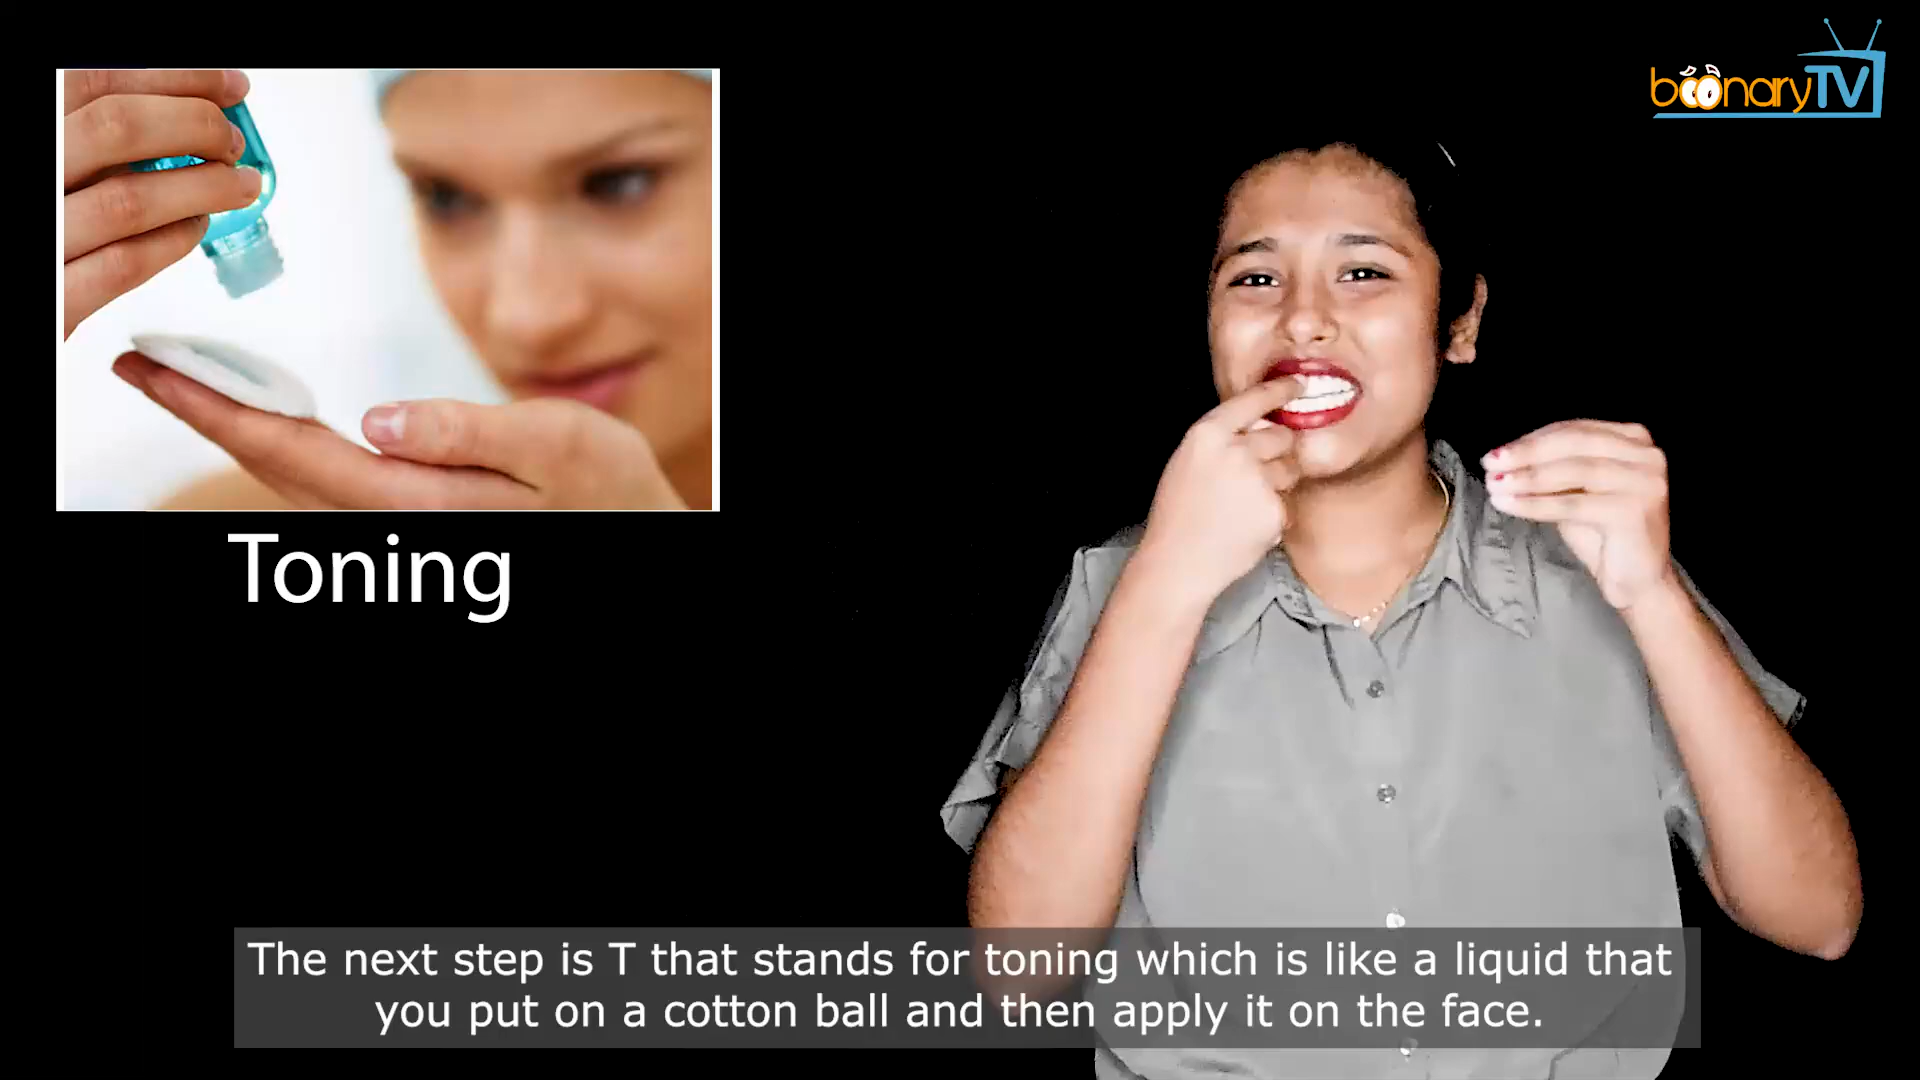 boonaryTV
Toning
The next step is T that stands for toning which is like a liquid that
you put on a cotton ball and then apply it on the face.